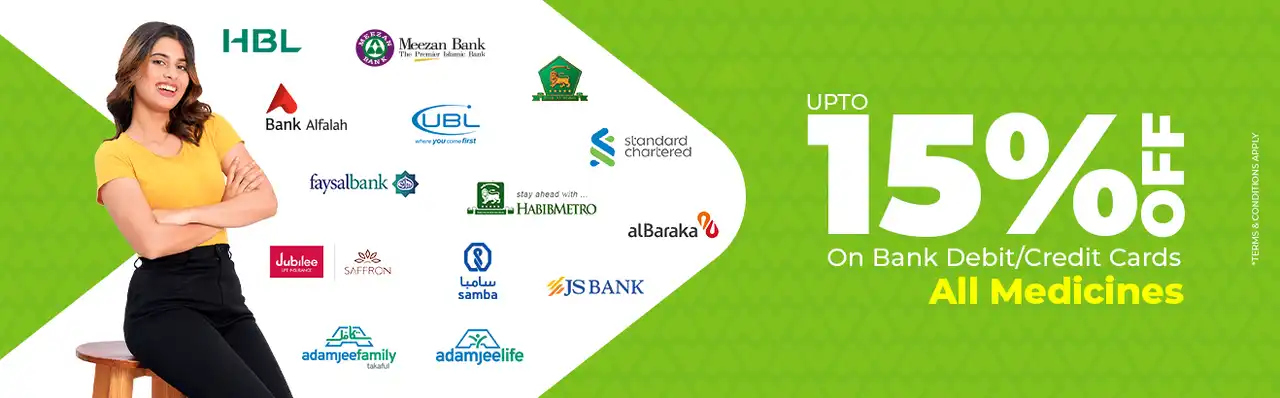 HBL
MEEZAN BANK
Meezan Bank
The Premier Islamic Bank
Bank Alfalah
UBL
where you come first
standard
chartered
faysalbank
stay ahead with ...
HABIBMETRO
alBaraka
Jubilee
LIFE INSURANCE
SAFFRON
سامبا
samba
JS BANK
adamjeefamily
takaful
adamjeelife
UPTO
15% OFF
On Bank Debit/Credit Cards
All Medicines
*TERMS & CONDITIONS APPLY